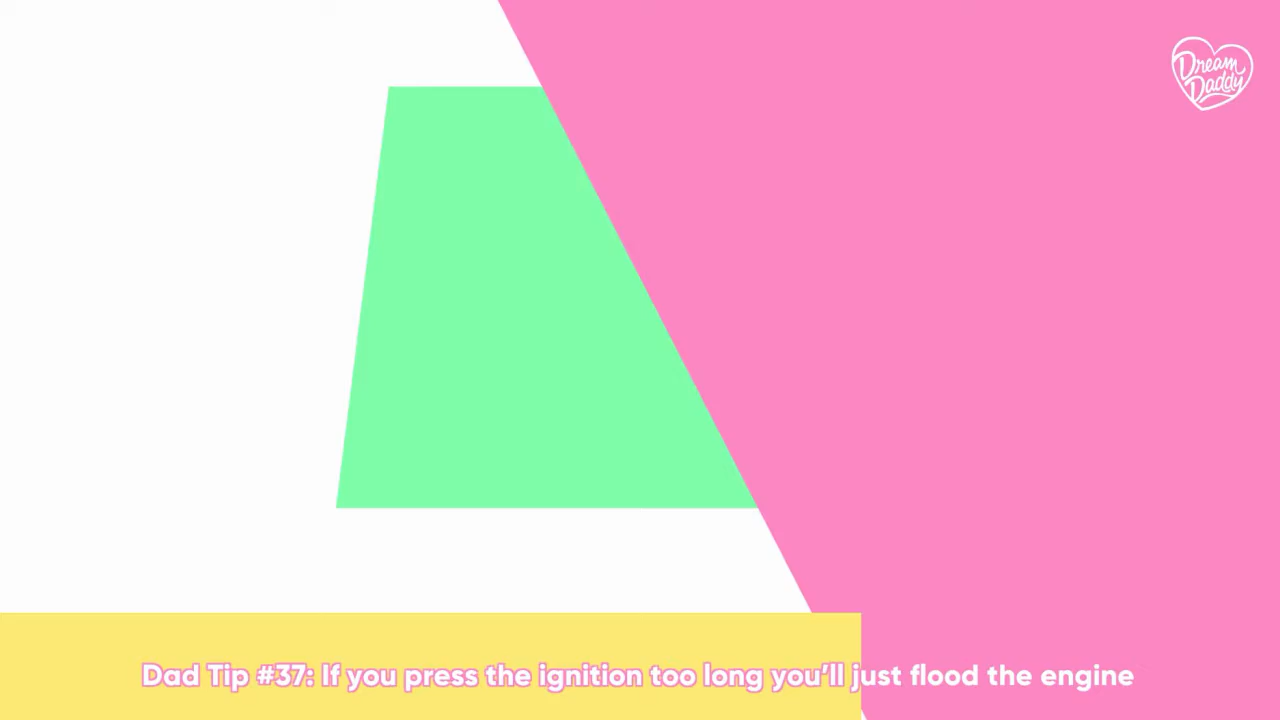 Dream
Daddy
Dad Tip #37: If you press the ignition too long you'll just flood the engine